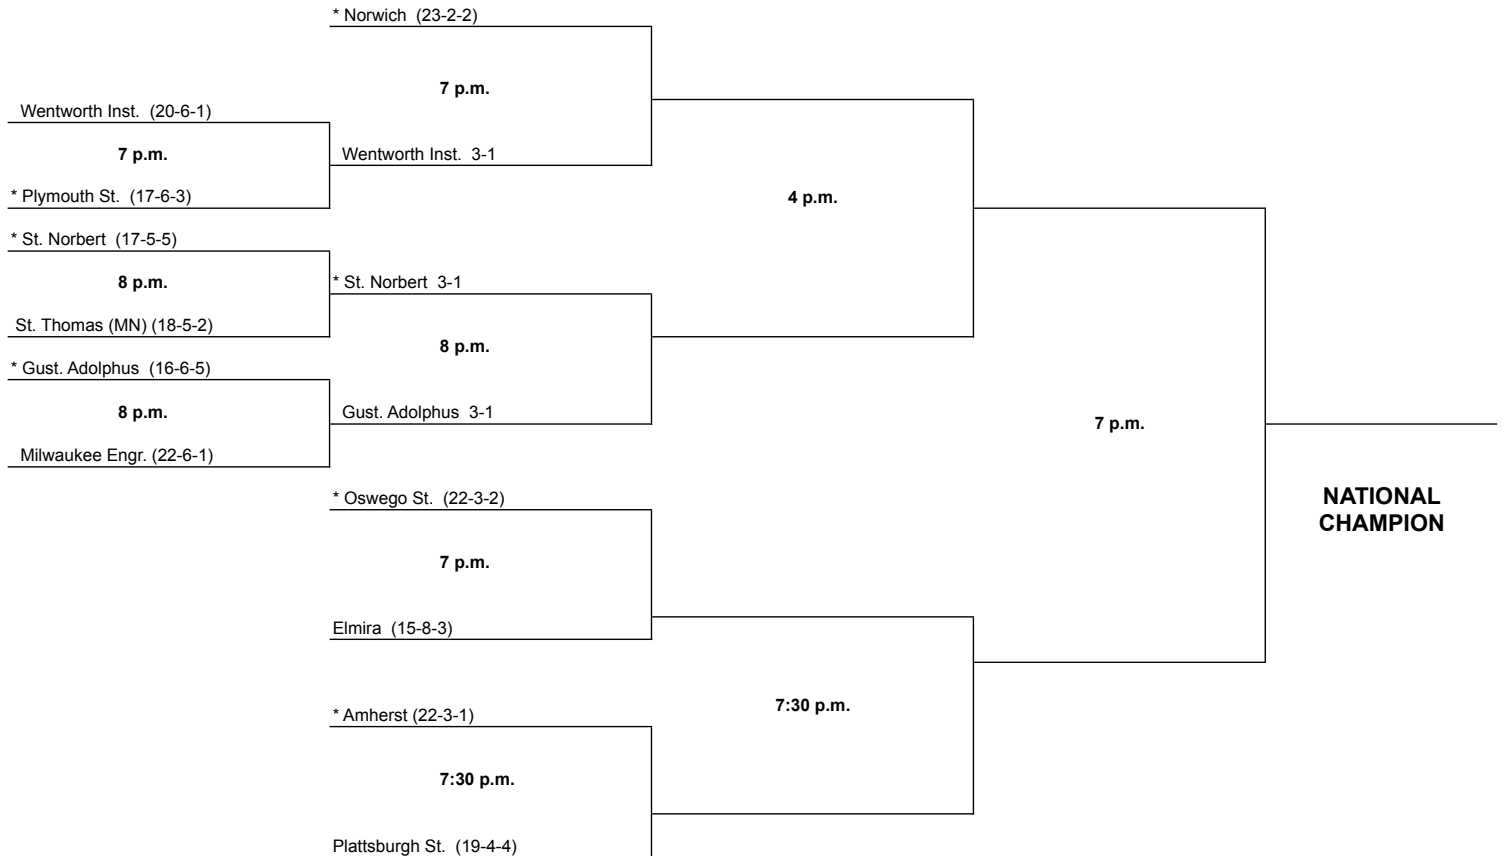 * Norwich (23-2-2)
7 p.m.
Wentworth Inst. (20-6-1)
7 p.m.
Wentworth Inst. 3-1
* Plymouth St. (17-6-3)
4 p.m.
* St. Norbert (17-5-5)
8 p.m.
* St. Norbert 3-1
St. Thomas (MN) (18-5-2)
8 p.m.
* Gust. Adolphus (16-6-5)
8 p.m.
Gust. Adolphus 3-1
7 p.m.
Milwaukee Engr. (22-6-1)
* Oswego St. (22-3-2)
NATIONAL
CHAMPION
7 p.m.
Elmira (15-8-3)
7:30 p.m.
* Amherst (22-3-1)
7:30 p.m.
Plattsburgh St. (19-4-4)